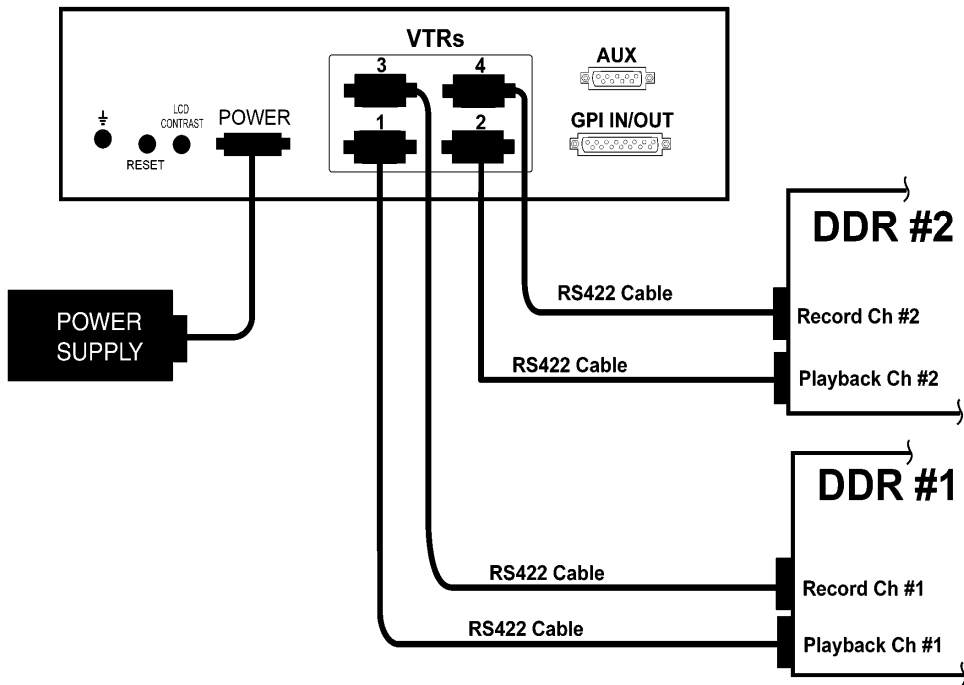 VTRs
3
4
AUX
LCD
CONTRAST
POWER
1
2
GPI IN/OUT
RESET
DDR #2
RS422 Cable
Record Ch #2
POWER
SUPPLY
RS422 Cable
Playback Ch #2
DDR #1
RS422 Cable
Record Ch #1
RS422 Cable
Playback Ch #1